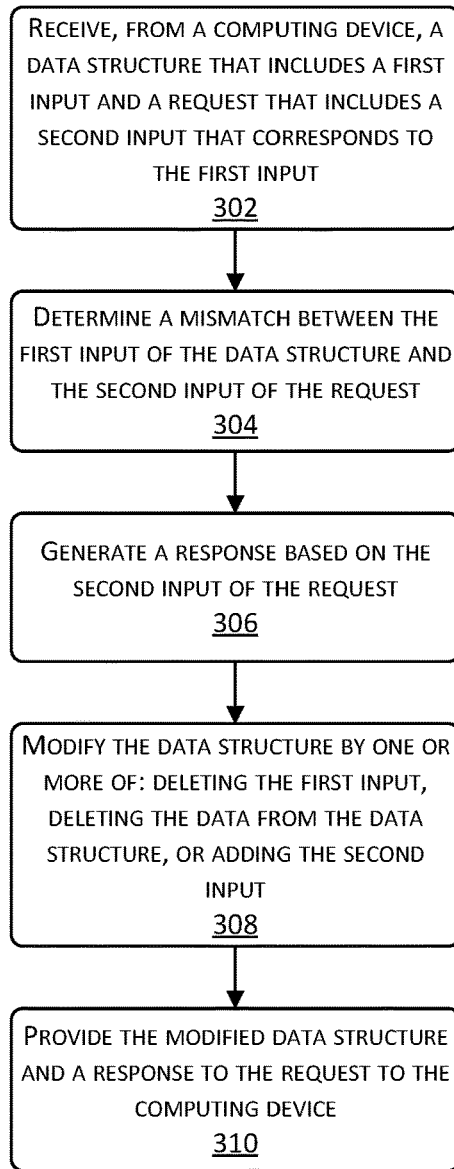 RECEIVE, FROM A COMPUTING DEVICE, A
DATA STRUCTURE THAT INCLUDES A FIRST
INPUT AND A REQUEST THAT INCLUDES A
SECOND INPUT THAT CORRESPONDS TO
THE FIRST INPUT
302
DETERMINE A MISMATCH BETWEEN THE
FIRST INPUT OF THE DATA STRUCTURE AND
THE SECOND INPUT OF THE REQUEST
304
GENERATE A RESPONSE BASED ON THE
SECOND INPUT OF THE REQUEST
306
MODIFY THE DATA STRUCTURE BY ONE OR
MORE OF: DELETING THE FIRST INPUT,
DELETING THE DATA FROM THE DATA
STRUCTURE, OR ADDING THE SECOND
INPUT
308
PROVIDE THE MODIFIED DATA STRUCTURE
AND A RESPONSE TO THE REQUEST TO THE
COMPUTING DEVICE
310